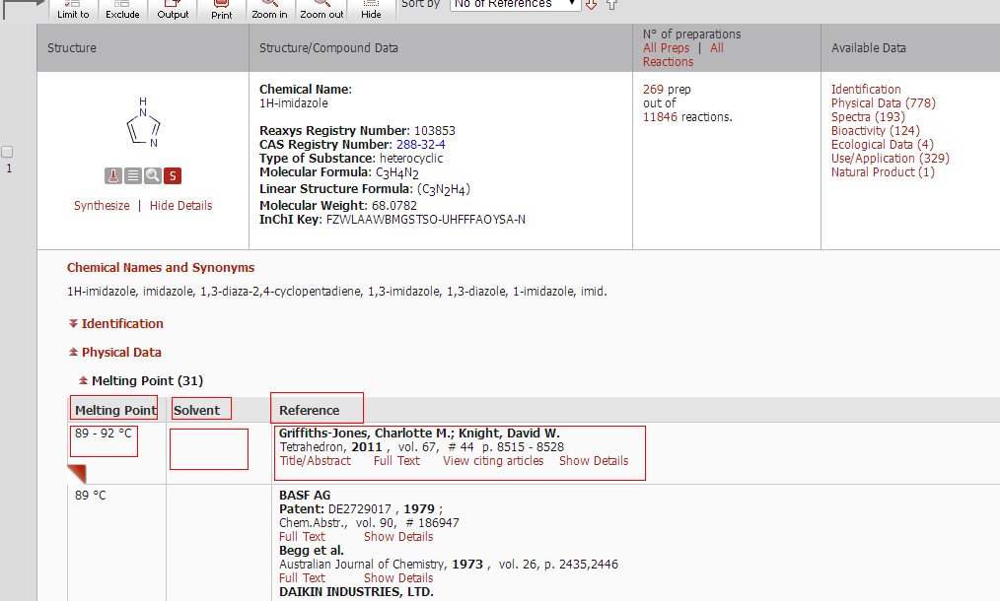 Sort by No of References
Limit to Exclude Output Print Zoom in Zoom out Hide
Structure
Structure/Compound Data
N° of preparations
All Preps | All
Reactions
Available Data
1
H
N
N
S
Synthesize | Hide Details
Chemical Name:
1H-imidazole
Reaxys Registry Number: 103853
CAS Registry Number: 288-32-4
Type of Substance: heterocyclic
Molecular Formula: C3H4N2
Linear Structure Formula: (C3N2H4)
Molecular Weight: 68.0782
InChI Key: FZWLAAWBMGSTSO-UHFFFAOYSA-N
269 prep
out of
11846 reactions.
Identification
Physical Data (778)
Spectra (193)
Bioactivity (124)
Ecological Data (4)
Use/Application (329)
Natural Product (1)
Chemical Names and Synonyms
1H-imidazole, imidazole, 1,3-diaza-2,4-cyclopentadiene, 1,3-imidazole, 1,3-diazole, 1-imidazole, imid.
Identification
Physical Data
Melting Point (31)
Melting Point Solvent Reference
89 - 92 °C
Griffiths-Jones, Charlotte M.; Knight, David W.
Tetrahedron, 2011 , vol. 67, # 44 p. 8515 - 8528
Title/Abstract Full Text View citing articles Show Details
89 °C
BASF AG
Patent: DE2729017 , 1979 ;
Chem.Abstr., vol. 90, # 186947
Full Text Show Details
Begg et al.
Australian Journal of Chemistry, 1973 , vol. 26, p. 2435,2446
Full Text Show Details
DAIKIN INDUSTRIES, LTD.